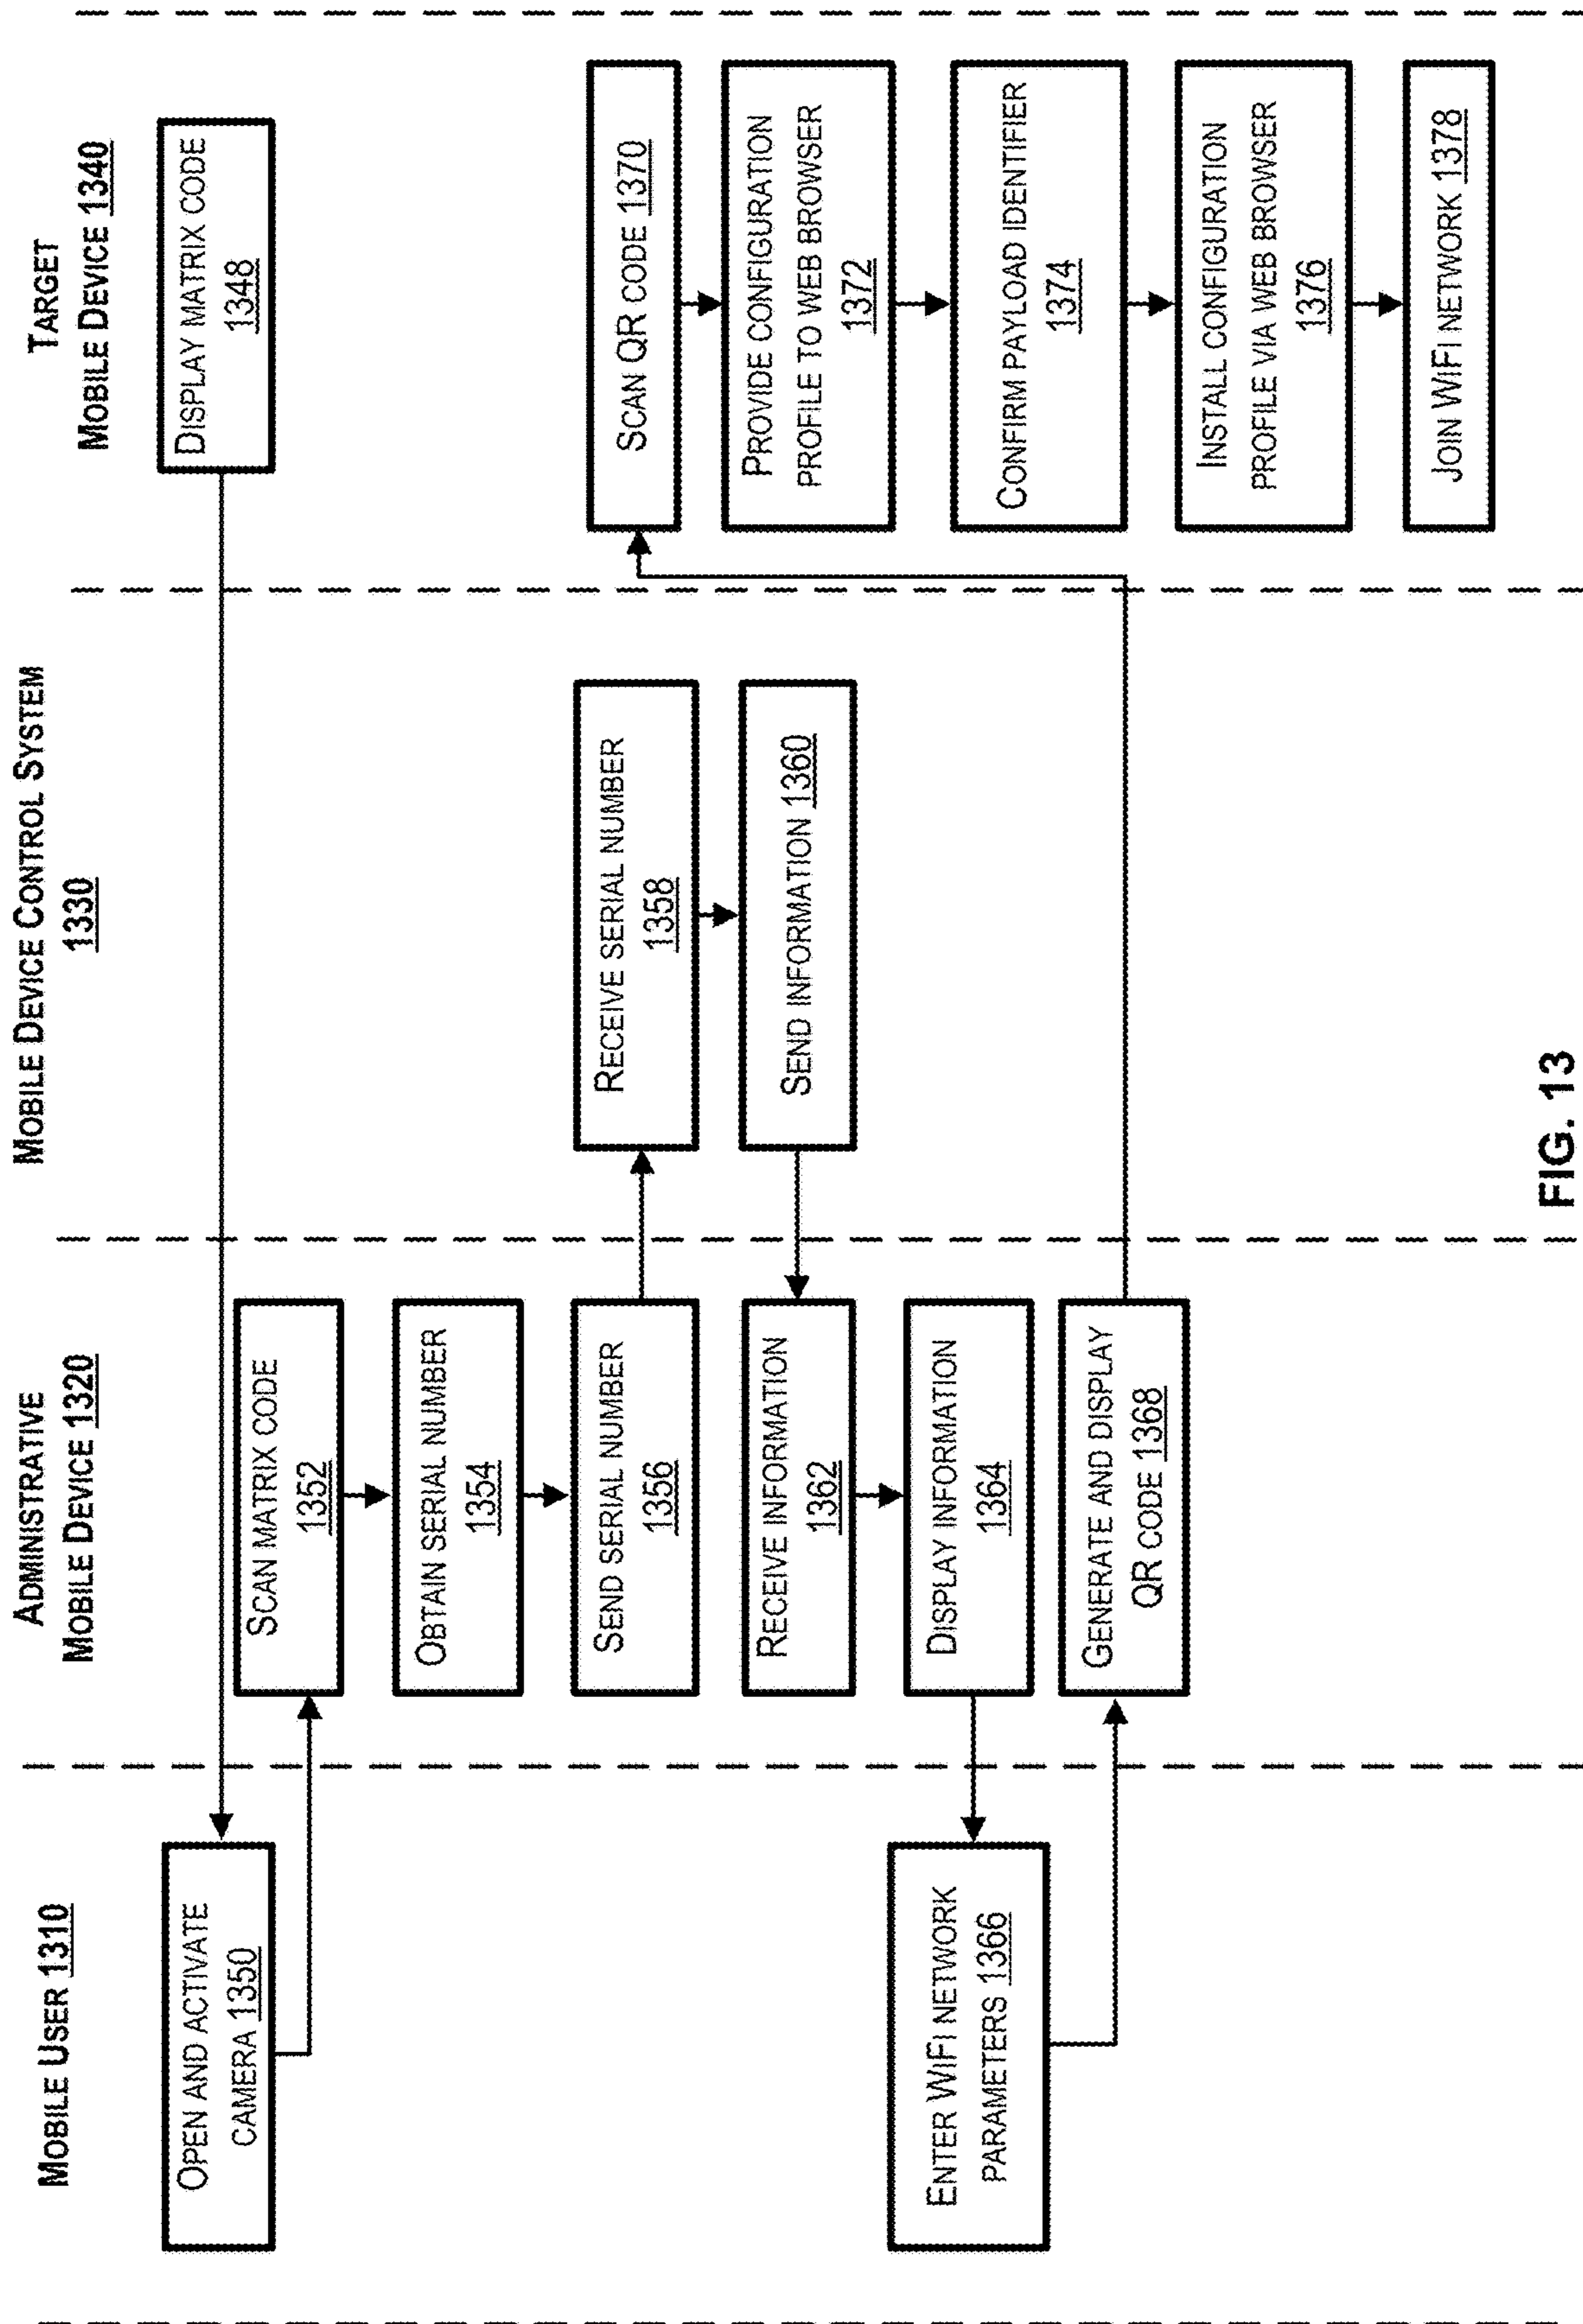 MOBILE USER 1310
ADMINISTRATIVE
MOBILE DEVICE 1320
MOBILE DEVICE CONTROL SYSTEM
1330
TARGET
MOBILE DEVICE 1340
DISPLAY MATRIX CODE
1348
OPEN AND ACTIVATE
CAMERA 1350
SCAN MATRIX CODE
1352
OBTAIN SERIAL NUMBER
1354
SEND SERIAL NUMBER
1356
RECEIVE SERIAL NUMBER
1358
SEND INFORMATION 1360
RECEIVE INFORMATION
1362
DISPLAY INFORMATION
1364
ENTER WIFI NETWORK
PARAMETERS 1366
GENERATE AND DISPLAY
QR CODE 1368
SCAN QR CODE 1370
PROVIDE CONFIGURATION
PROFILE TO WEB BROWSER
1372
CONFIRM PAYLOAD IDENTIFIER
1374
INSTALL CONFIGURATION
PROFILE VIA WEB BROWSER
1376
JOIN WIFI NETWORK 1378
FIG. 13